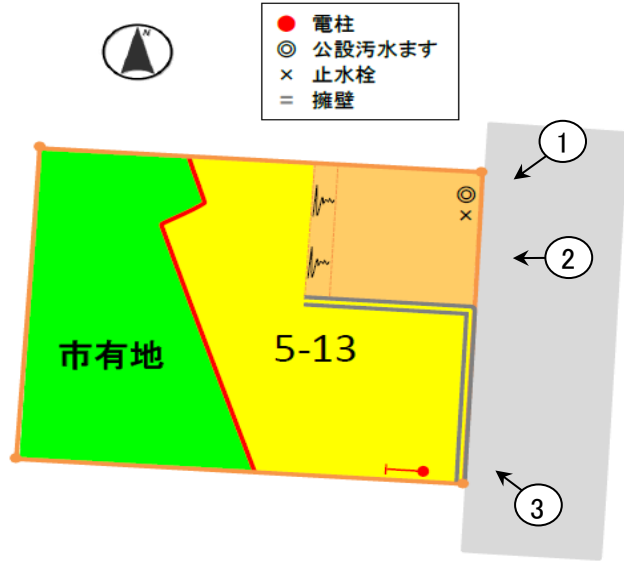 N
● 電柱
◎ 公設汚水ます
× 止水栓
= 擁壁
1
◎
×
2
市有地
5-13
3